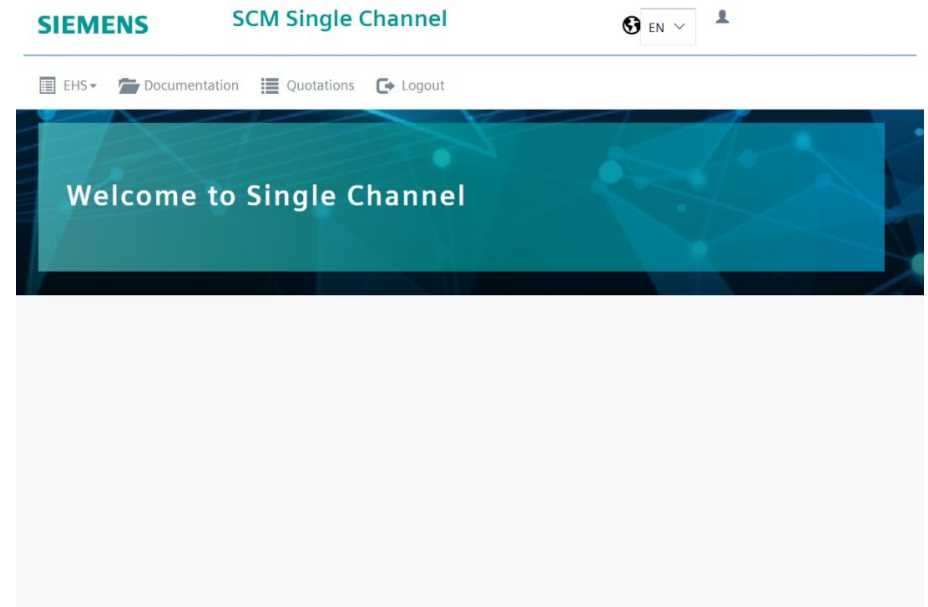 SIEMENS SCM Single Channel EN
EHS Documentation Quotations Logout
Welcome to Single Channel